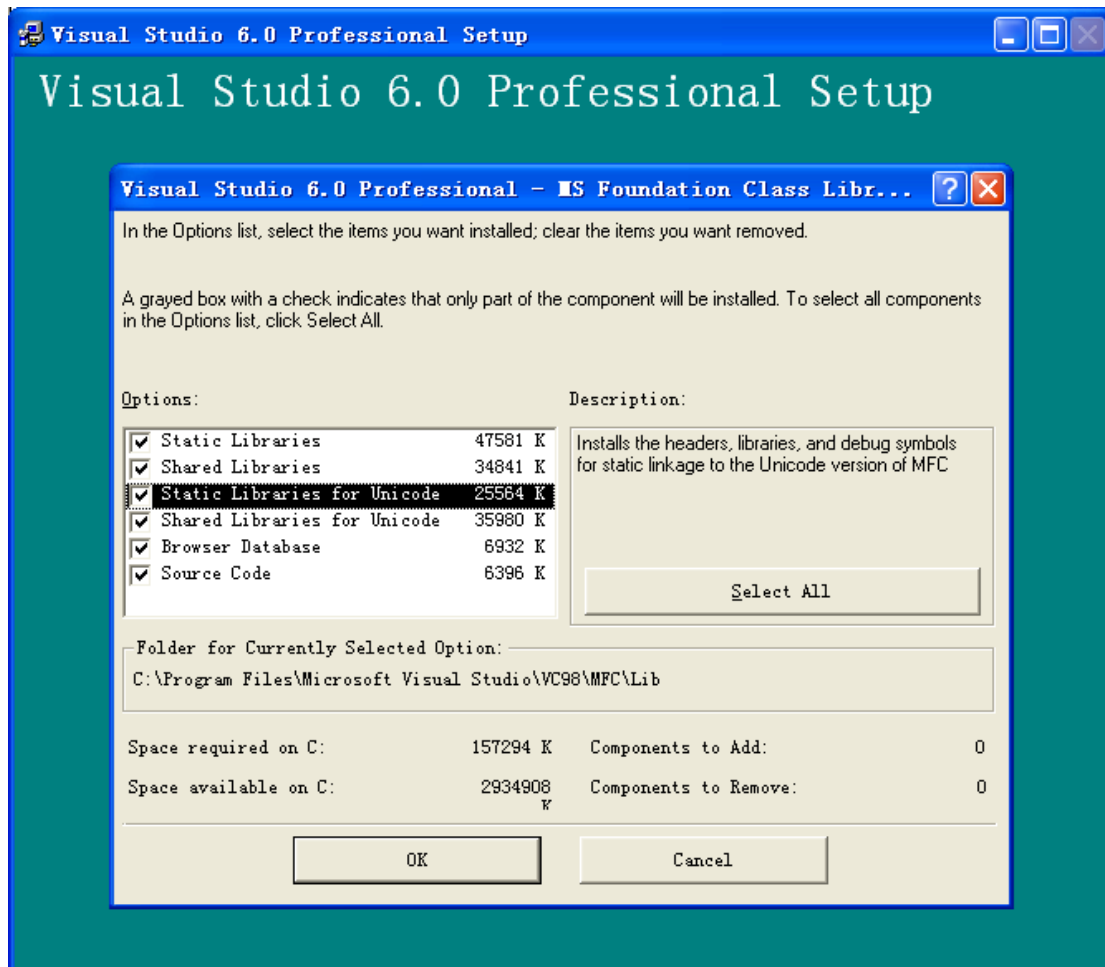 Visual Studio 6.0 Professional Setup
Visual Studio 6.0 Professional Setup
Visual Studio 6.0 Professional - MS Foundation Class Libr...
In the Options list, select the items you want installed; clear the items you want removed.
A grayed box with a check indicates that only part of the component will be installed. To select all components
in the Options list, click Select All.
Options:
Static Libraries 47581 K
Shared Libraries 34841 K
Static Libraries for Unicode 25564 K
Shared Libraries for Unicode 35980 K
Browser Database 6932 K
Source Code 6396 K
Description:
Installs the headers, libraries, and debug symbols
for static linkage to the Unicode version of MFC
Select All
Folder for Currently Selected Option:
C:\Program Files\Microsoft Visual Studio\VC98\MFC\Lib
Space required on C: 157294 K
Components to Add: 0
Space available on C: 2934908
K
Components to Remove: 0
OK
Cancel